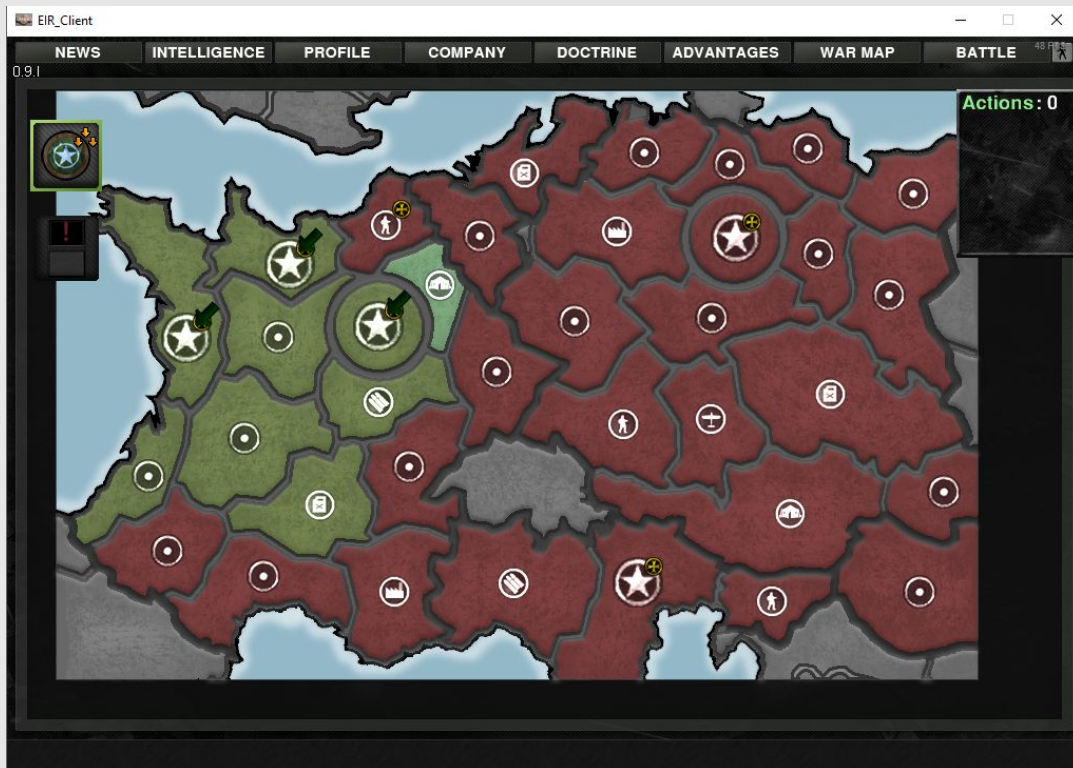 EIR_Client
NEWS INTELLIGENCE PROFILE COMPANY DOCTRINE ADVANTAGES WAR MAP BATTLE
0.9.l
Actions: 0